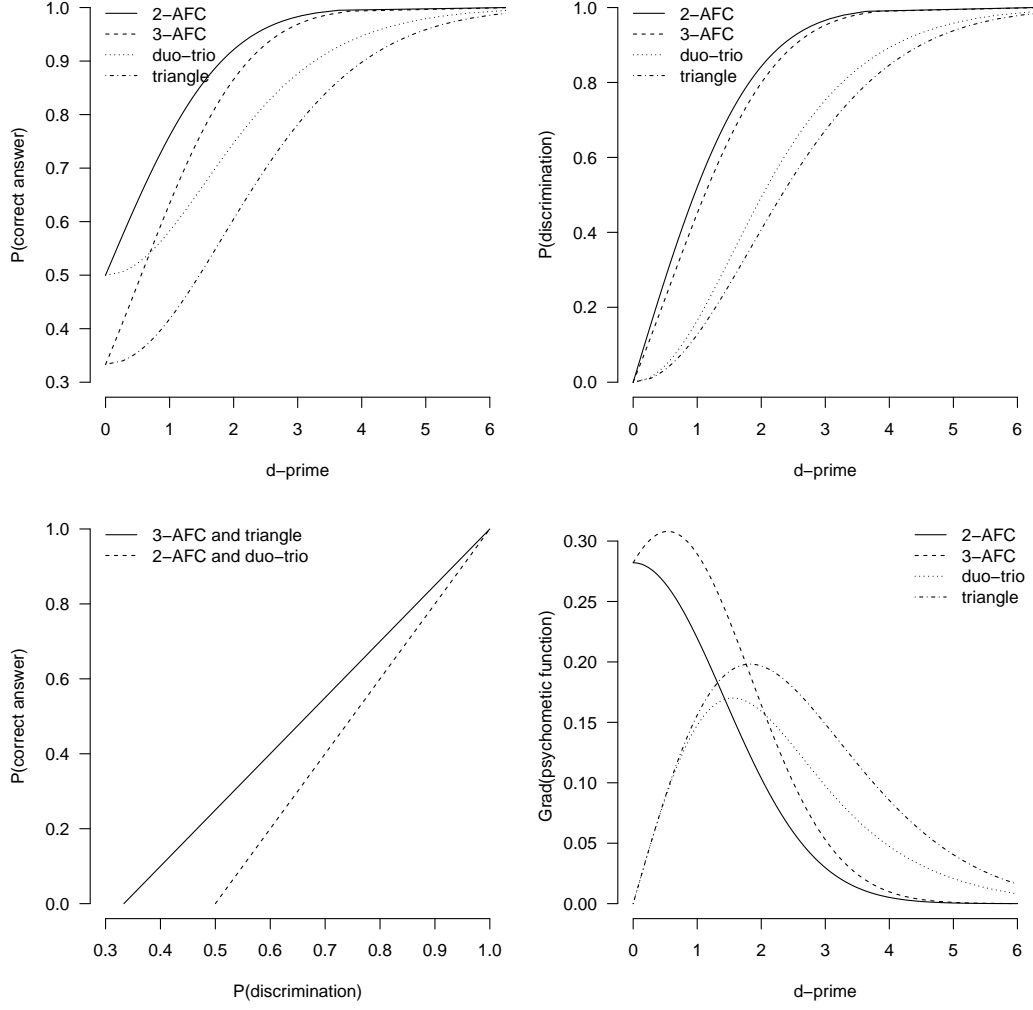 2−AFC
3−AFC
duo−trio
triangle
1.0
0.9
0.8
0.7
0.6
0.5
0.4
0.3
P(correct answer)
0 1 2 3 4 5 6
d−prime
2−AFC
3−AFC
duo−trio
triangle
1.0
0.8
0.6
0.4
0.2
0.0
P(discrimination)
0 1 2 3 4 5 6
d−prime
3−AFC and triangle
2−AFC and duo−trio
1.0
0.8
0.6
0.4
0.2
0.0
P(correct answer)
0.3 0.4 0.5 0.6 0.7 0.8 0.9 1.0
P(discrimination)
2−AFC
3−AFC
duo−trio
triangle
0.30
0.25
0.20
0.15
0.10
0.05
0.00
Grad(psychometic function)
0 1 2 3 4 5 6
d−prime